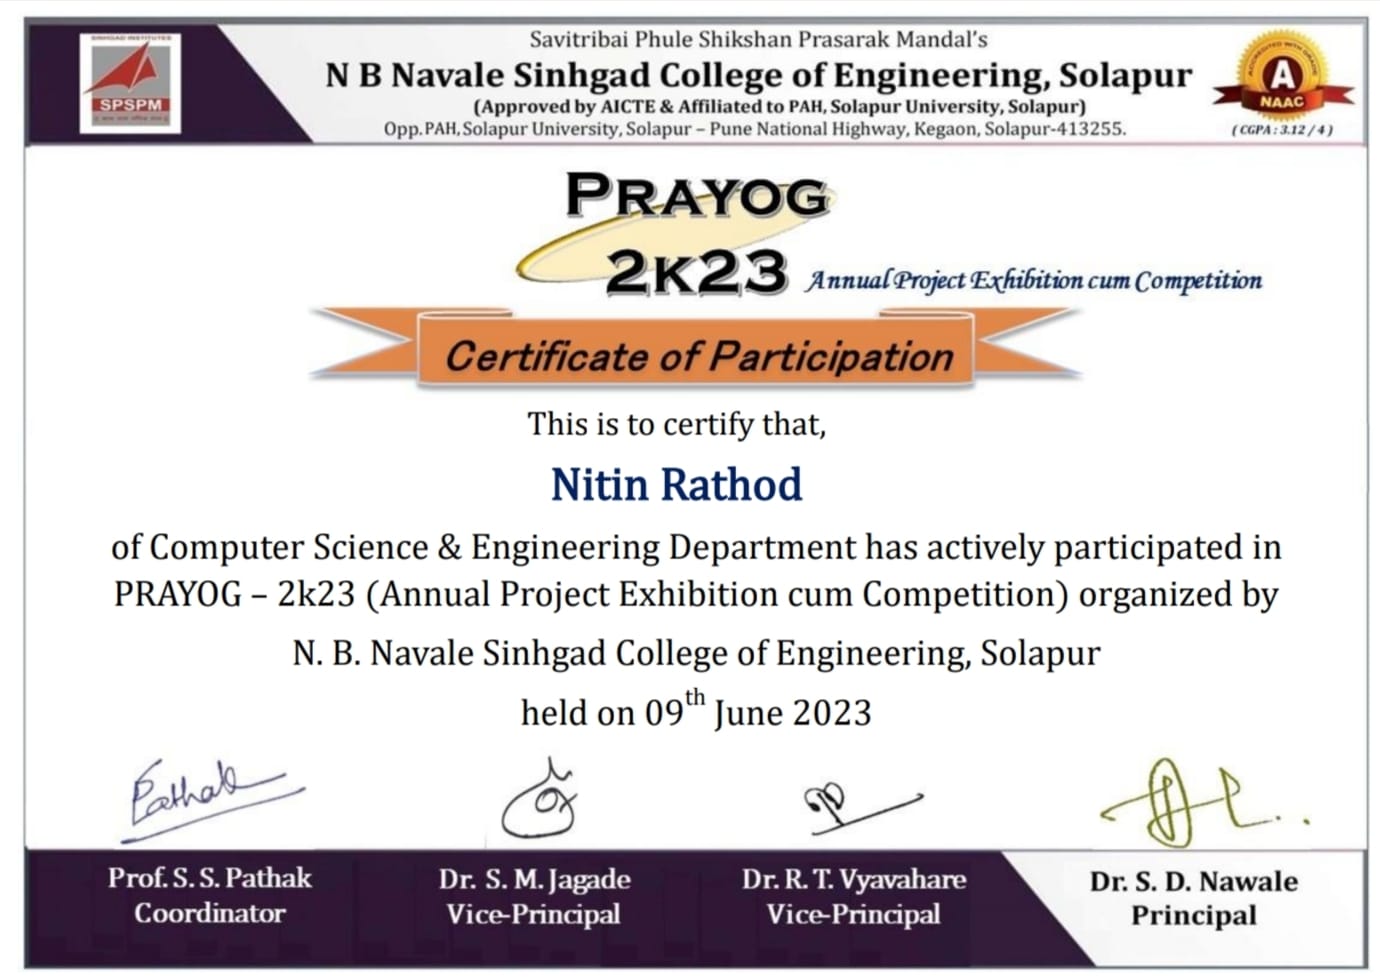 SINHGAD INSTITUTES
SPSPM
Savitribai Phule Shikshan Prasarak Mandal's
N B Navale Sinhgad College of Engineering, Solapur
(Approved by AICTE & Affiliated to PAH, Solapur University, Solapur)
Opp. PAH, Solapur University, Solapur – Pune National Highway, Kegaon, Solapur-413255.
ACCREDITED WITH GRADE
A
NAAC
(CGPA: 3.12 / 4)
PRAYOG
2K23 Annual Project Exhibition cum Competition
Certificate of Participation
This is to certify that,
Nitin Rathod
of Computer Science & Engineering Department has actively participated in
PRAYOG – 2k23 (Annual Project Exhibition cum Competition) organized by
N. B. Navale Sinhgad College of Engineering, Solapur
held on 09th June 2023
Pathak
Prof. S. S. Pathak
Coordinator
Dr. S. M. Jagade
Vice-Principal
Dr. R. T. Vyavahare
Vice-Principal
Dr. S. D. Nawale
Principal